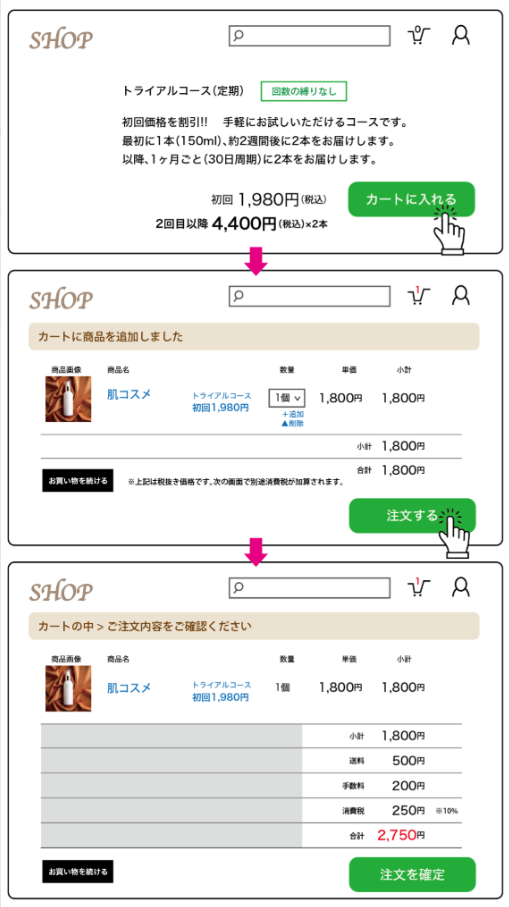 SHOP
0
トライアルコース（定期） 回数の縛りなし
初回価格を割引!! 手軽にお試しいただけるコースです。
最初に1本（150ml）、約2週間後に2本をお届けします。
以降、1ヶ月ごと（30日周期）に2本をお届けします。
初回 1,980円（税込） カートに入れる
2回目以降 4,400円（税込）×2本
SHOP
1
カートに商品を追加しました
商品画像 商品名 数量 単価 小計
肌コスメ トライアルコース 1個 1,800円 1,800円
初回1,980円
＋追加
▲削除
小計 1,800円
合計 1,800円
お買い物を続ける ※上記は税抜き価格です。次の画面で別途消費税が加算されます。
注文する
SHOP
1
カートの中 > ご注文内容をご確認ください
商品画像 商品名 数量 単価 小計
肌コスメ トライアルコース 1個 1,800円 1,800円
初回1,980円
小計 1,800円
送料 500円
手数料 200円
消費税 250円 ※10%
合計 2,750円
お買い物を続ける 注文を確定